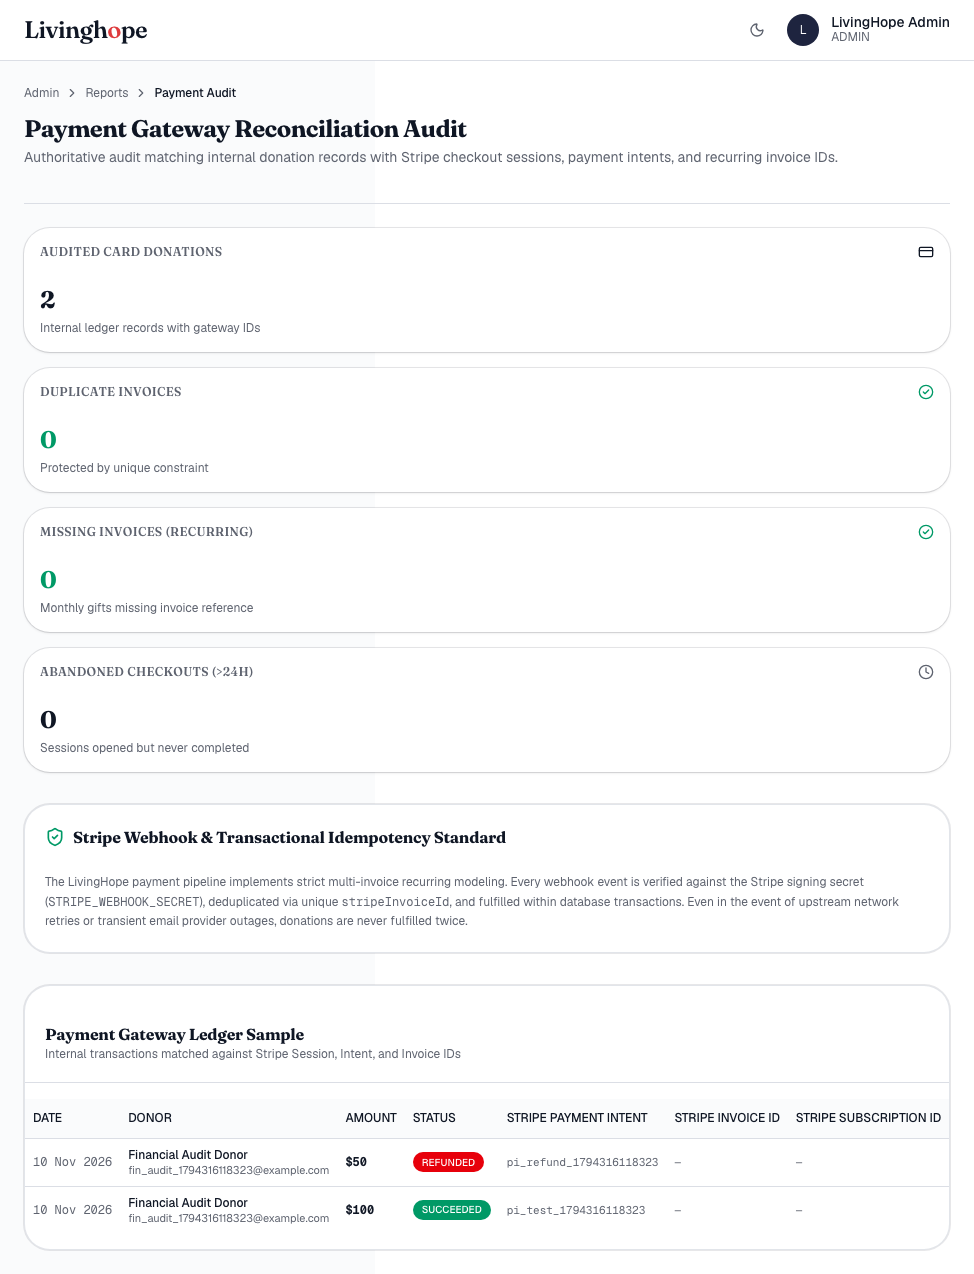 Livinghope
L
LivingHope Admin
ADMIN
Admin > Reports > Payment Audit
Payment Gateway Reconciliation Audit
Authoritative audit matching internal donation records with Stripe checkout sessions, payment intents, and recurring invoice IDs.
AUDITED CARD DONATIONS
2
Internal ledger records with gateway IDs
DUPLICATE INVOICES
0
Protected by unique constraint
MISSING INVOICES (RECURRING)
0
Monthly gifts missing invoice reference
ABANDONED CHECKOUTS (>24H)
0
Sessions opened but never completed
Stripe Webhook & Transactional Idempotency Standard
The LivingHope payment pipeline implements strict multi-invoice recurring modeling. Every webhook event is verified against the Stripe signing secret
(STRIPE_WEBHOOK_SECRET), deduplicated via unique stripeInvoiceId, and fulfilled within database transactions. Even in the event of upstream network
retries or transient email provider outages, donations are never fulfilled twice.
Payment Gateway Ledger Sample
Internal transactions matched against Stripe Session, Intent, and Invoice IDs
DATE DONOR AMOUNT STATUS STRIPE PAYMENT INTENT STRIPE INVOICE ID STRIPE SUBSCRIPTION ID
10 Nov 2026 Financial Audit Donor $50 REFUNDED pi_refund_1794316118323 – –
fin_audit_1794316118323@example.com
10 Nov 2026 Financial Audit Donor $100 SUCCEEDED pi_test_1794316118323 – –
fin_audit_1794316118323@example.com